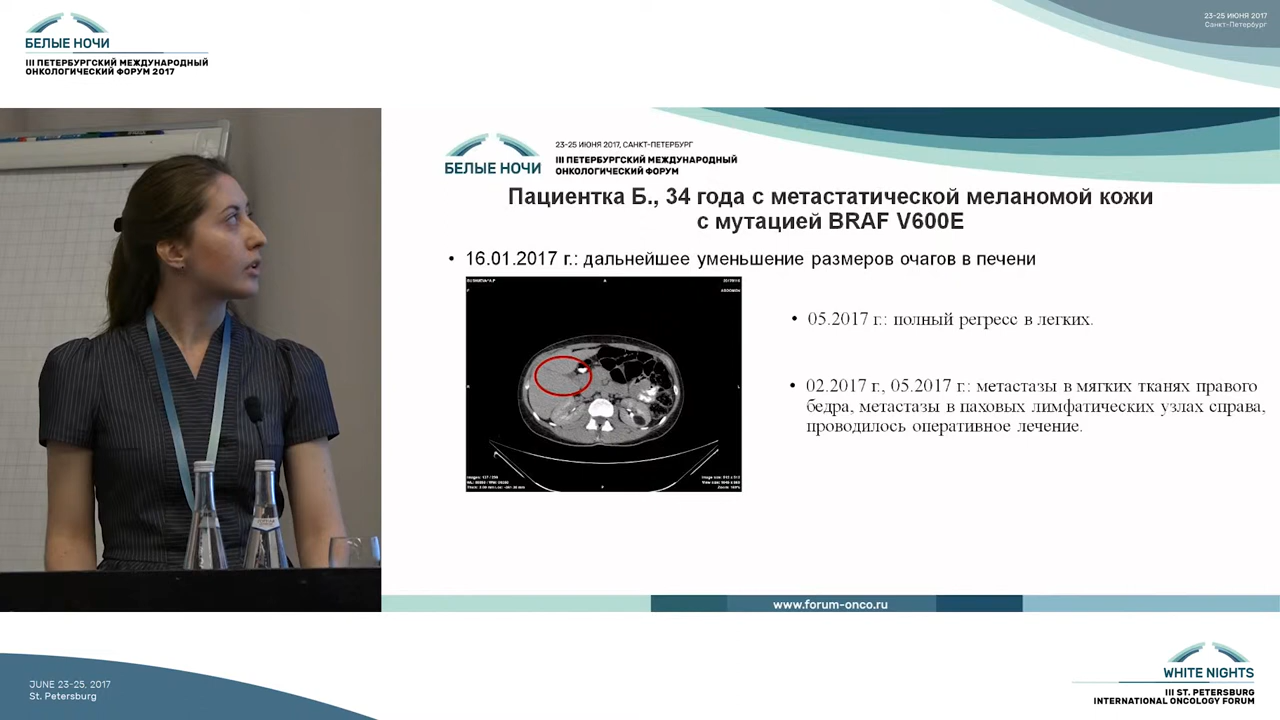 БЕЛЫЕ НОЧИ
III ПЕТЕРБУРГСКИЙ МЕЖДУНАРОДНЫЙ
ОНКОЛОГИЧЕСКИЙ ФОРУМ 2017
23-25 ИЮНЯ 2017
Санкт-Петербург
БЕЛЫЕ НОЧИ
23-25 ИЮНЯ 2017, САНКТ-ПЕТЕРБУРГ
III ПЕТЕРБУРГСКИЙ МЕЖДУНАРОДНЫЙ
ОНКОЛОГИЧЕСКИЙ ФОРУМ
Пациентка Б., 34 года с метастатической меланомой кожи
с мутацией BRAF V600E
• 16.01.2017 г.: дальнейшее уменьшение размеров очагов в печени
ABDOMEN
• 05.2017 г.: полный регресс в легких.
• 02.2017 г., 05.2017 г.: метастазы в мягких тканях правого
бедра, метастазы в паховых лимфатических узлах справа,
проводилось оперативное лечение.
www.forum-onco.ru
JUNE 23-25, 2017
St. Petersburg
WHITE NIGHTS
III ST. PETERSBURG
INTERNATIONAL ONCOLOGY FORUM